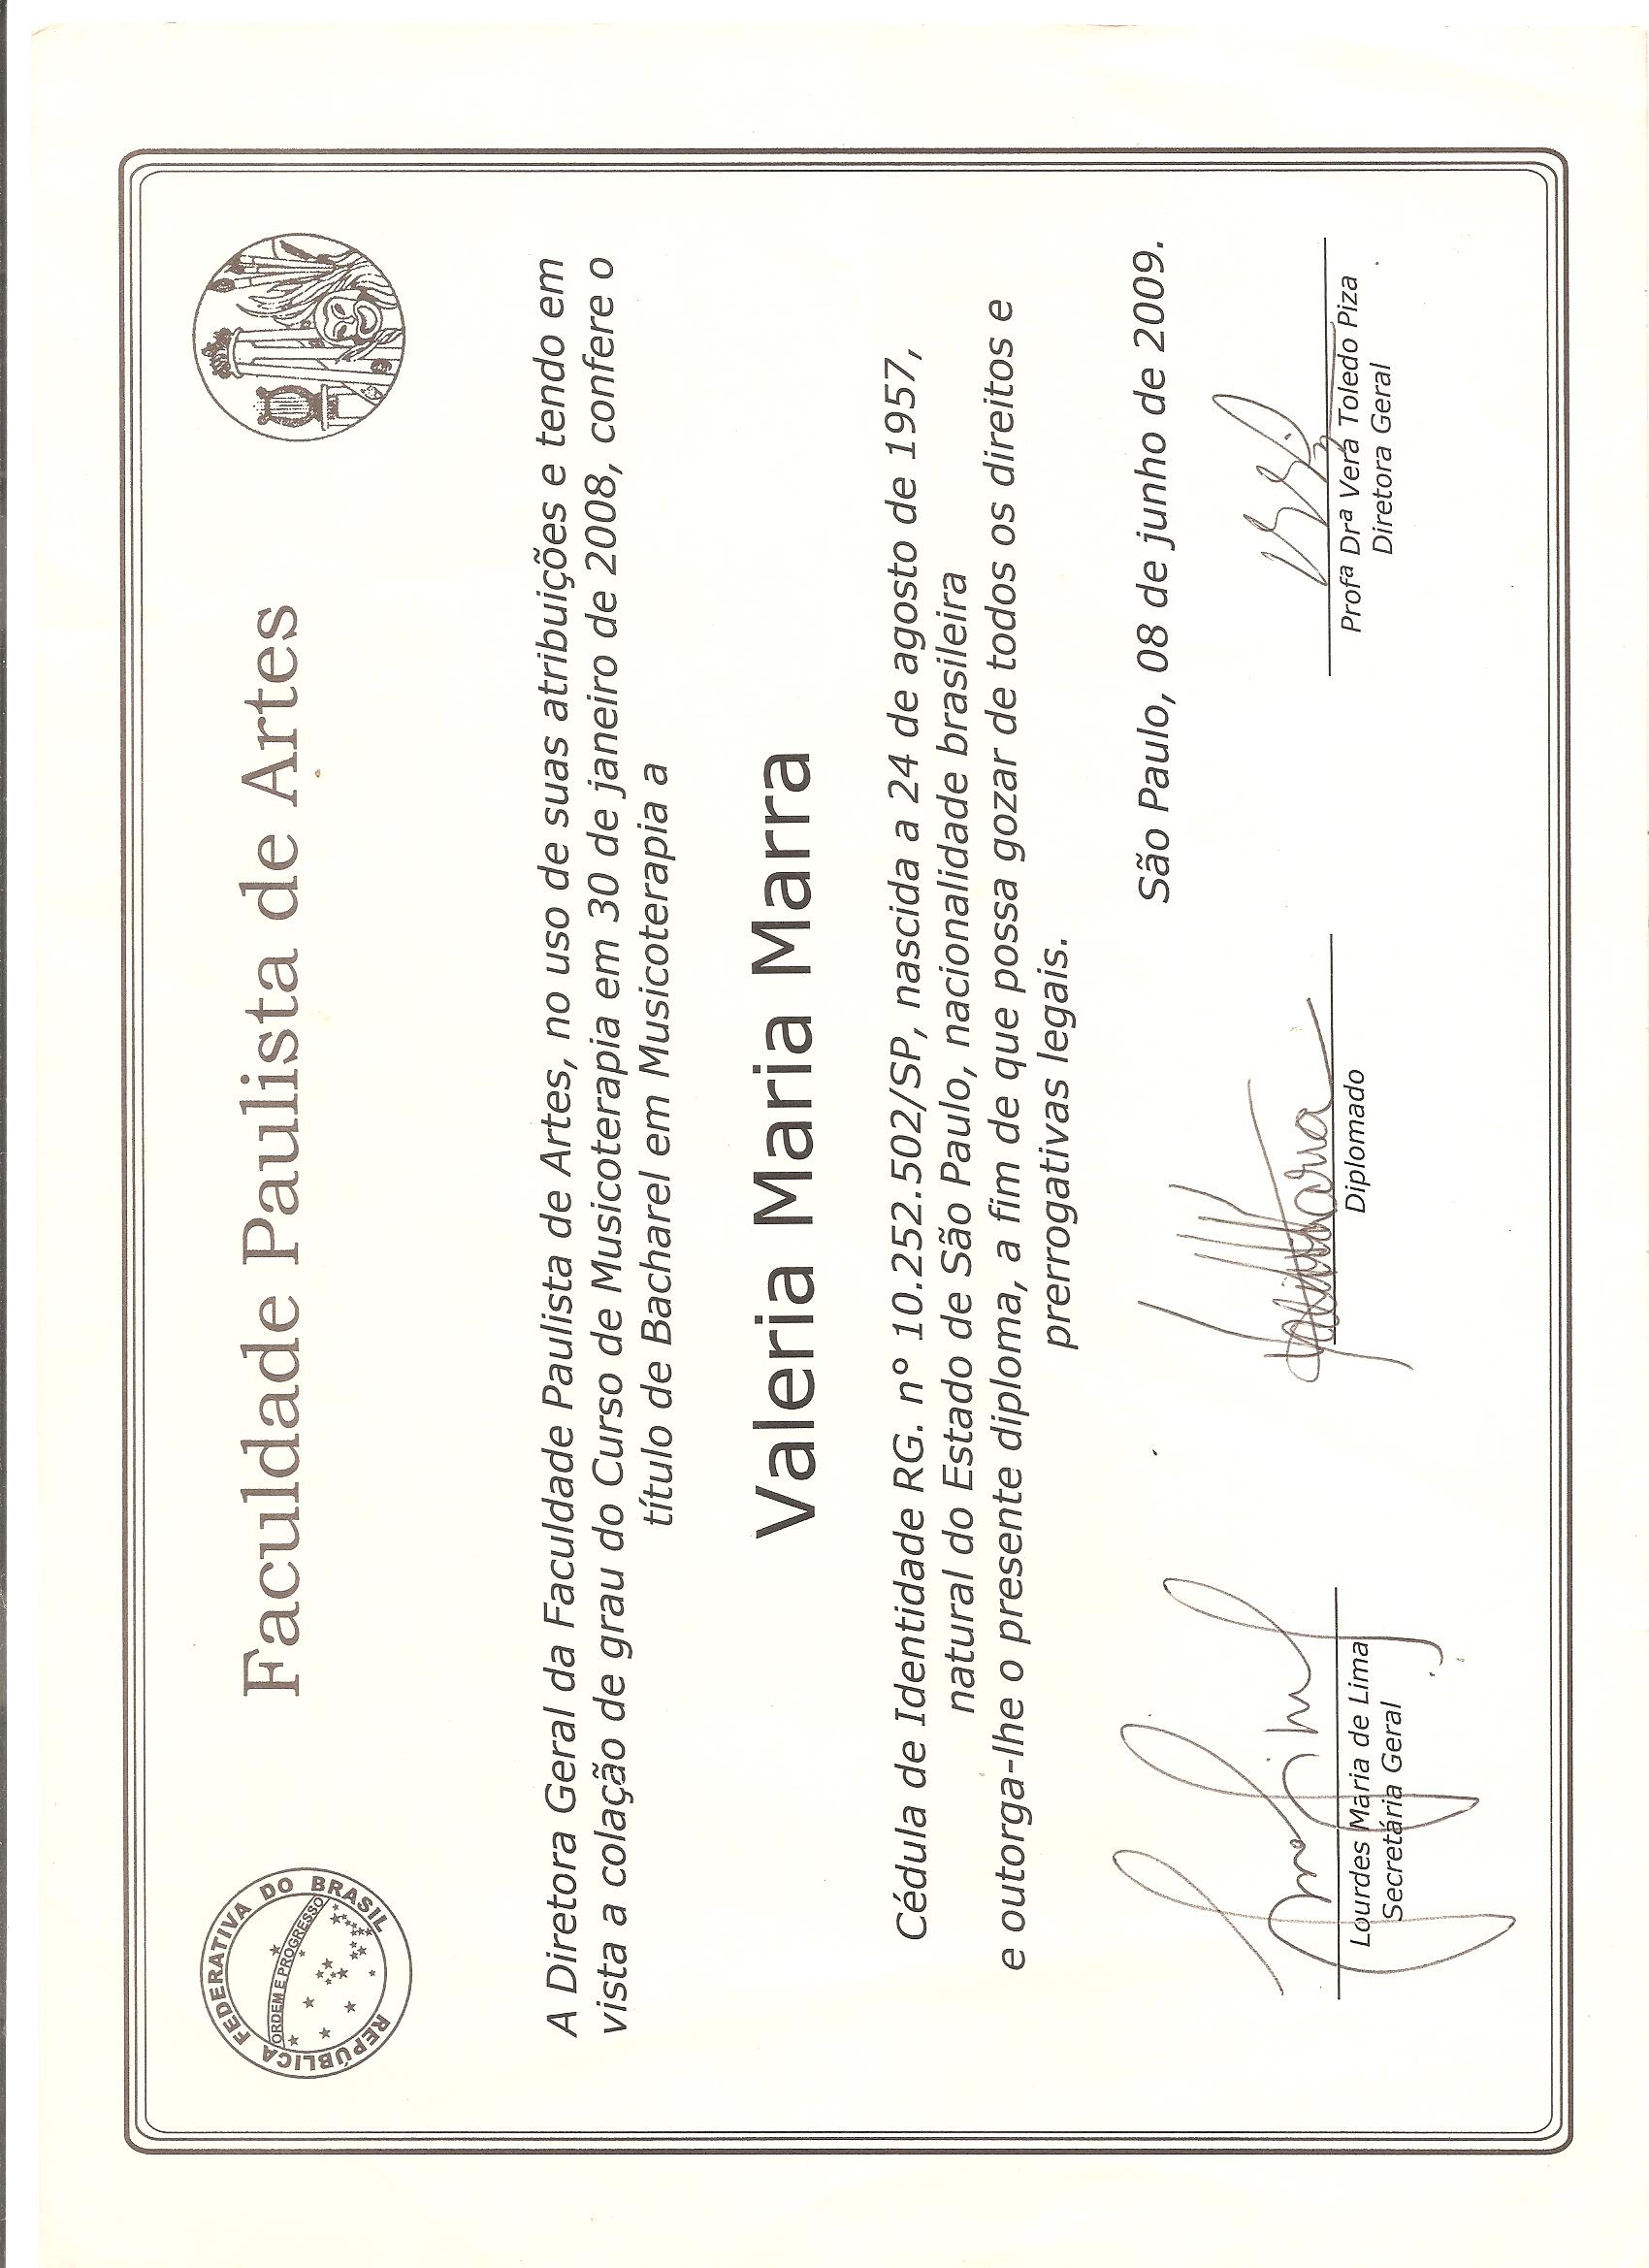 REPÚBLICA FEDERATIVA DO BRASIL
ORDEM E PROGRESSO
Faculdade Paulista de Artes
A Diretora Geral da Faculdade Paulista de Artes, no uso de suas atribuições e tendo em
vista a colação de grau do Curso de Musicoterapia em 30 de janeiro de 2008, confere o
título de Bacharel em Musicoterapia a
Valeria Maria Marra
Cédula de Identidade RG. nº 10.252.502/SP, nascida a 24 de agosto de 1957,
natural do Estado de São Paulo, nacionalidade brasileira
e outorga-lhe o presente diploma, a fim de que possa gozar de todos os direitos e
prerrogativas legais.
São Paulo, 08 de junho de 2009.
Lourdes Maria de Lima
Secretária Geral
Diplomado
Profª Drª Vera Toledo Piza
Diretora Geral